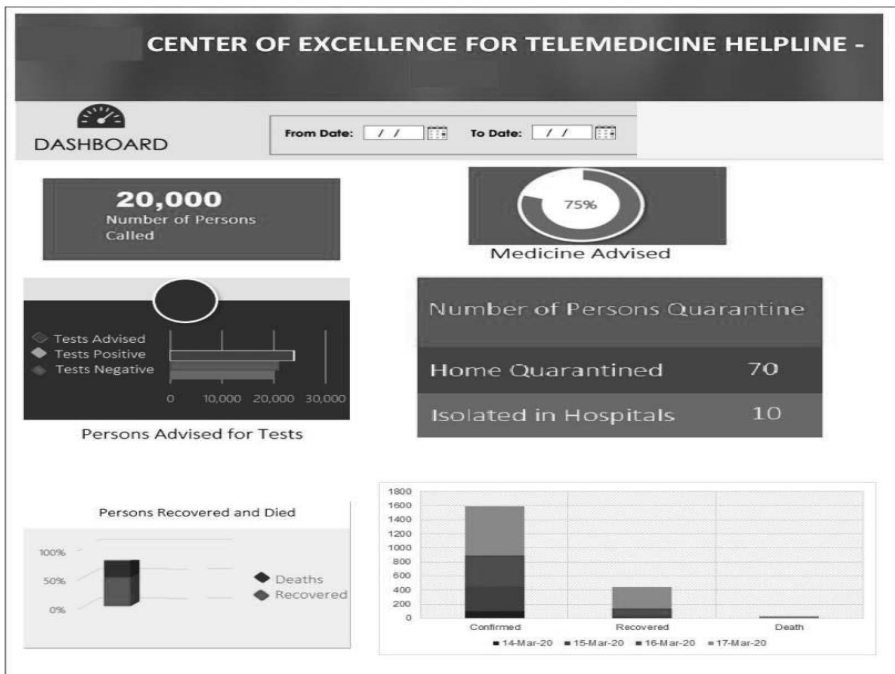 CENTER OF EXCELLENCE FOR TELEMEDICINE HELPLINE -
DASHBOARD
From Date: / / To Date: / /
20,000
Number of Persons
Called
75%
Medicine Advised
Tests Advised
Tests Positive
Tests Negative
0 10,000 20,000 30,000
Persons Advised for Tests
Number of Persons Quarantine
Home Quarantined 70
Isolated in Hospitals 10
Persons Recovered and Died
100%
50%
0%
Deaths
Recovered
1800
1600
1400
1200
1000
800
600
400
200
0
Confirmed Recovered Death
14-Mar-20 15-Mar-20 16-Mar-20 17-Mar-20